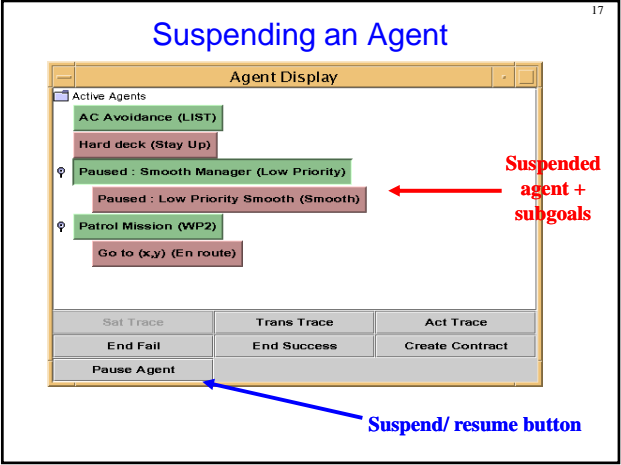 17
Suspending an Agent
Agent Display
Active Agents
AC Avoidance (LIST)
Hard deck (Stay Up)
Paused : Smooth Manager (Low Priority)
Paused : Low Priority Smooth (Smooth)
Patrol Mission (WP2)
Go to (x,y) (En route)
Suspended
agent +
subgoals
Sat Trace Trans Trace Act Trace
End Fail End Success Create Contract
Pause Agent
Suspend/ resume button